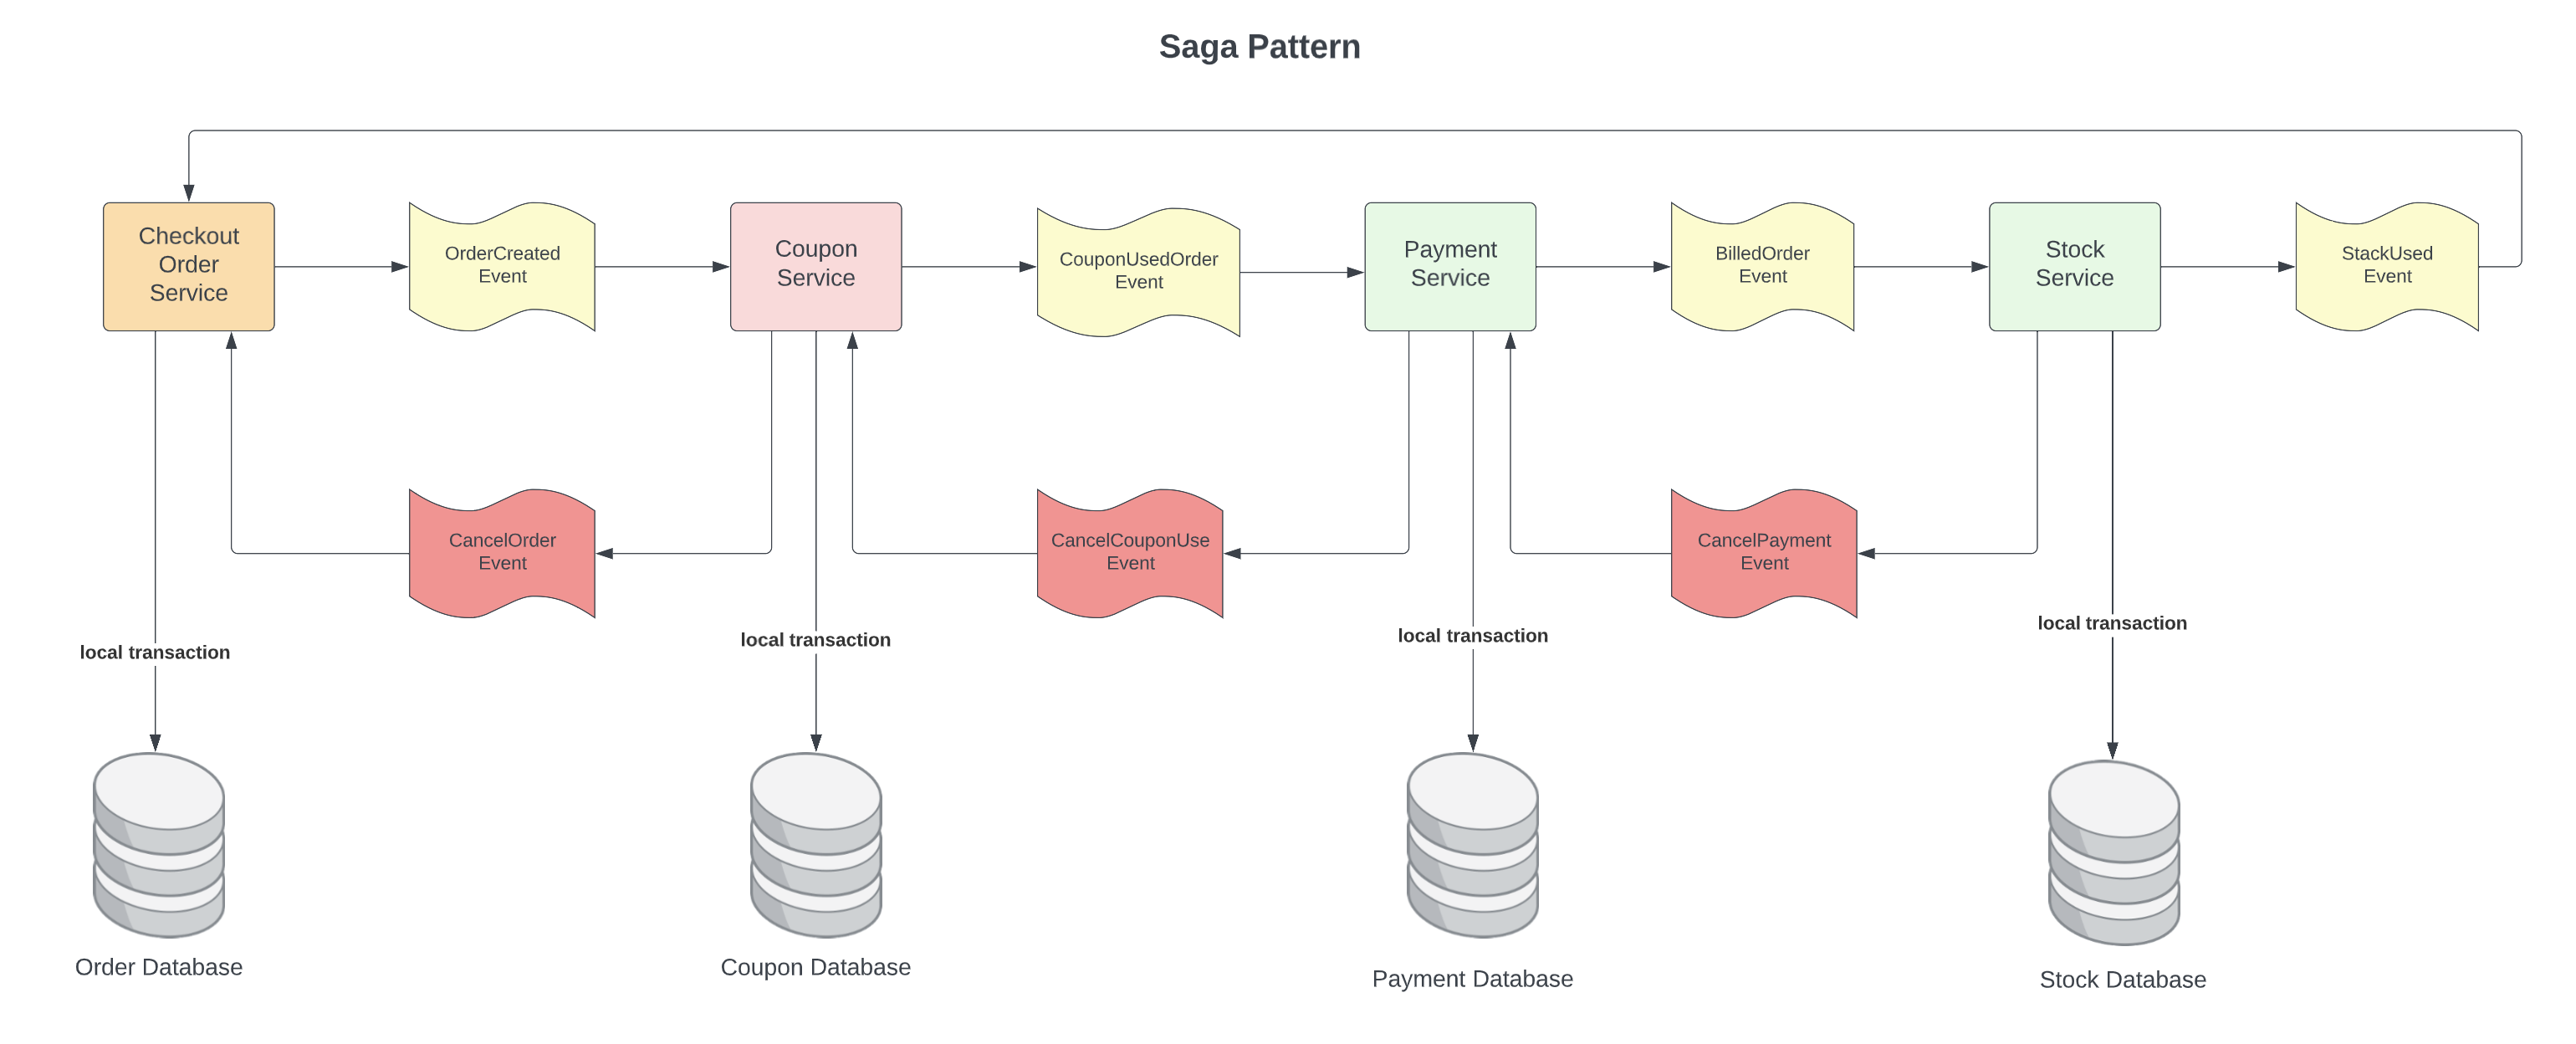 Saga Pattern
Checkout
Order
Service
OrderCreated
Event
Coupon
Service
CouponUsedOrder
Event
Payment
Service
BilledOrder
Event
Stock
Service
StackUsed
Event
CancelOrder
Event
CancelCouponUse
Event
CancelPayment
Event
local transaction
local transaction
local transaction
local transaction
Order Database
Coupon Database
Payment Database
Stock Database